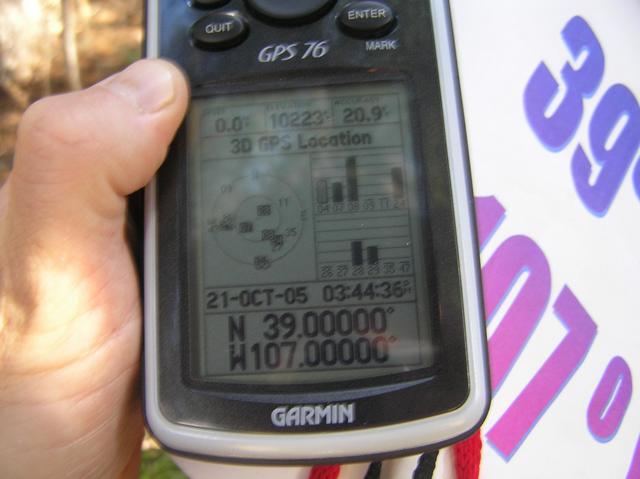 QUIT
ENTER
GPS 76
MARK
0.0 10223 20.9
3D GPS Location
21-OCT-05 03:44:36P
N 39.00000°
W107.00000°
GARMIN
39
107°